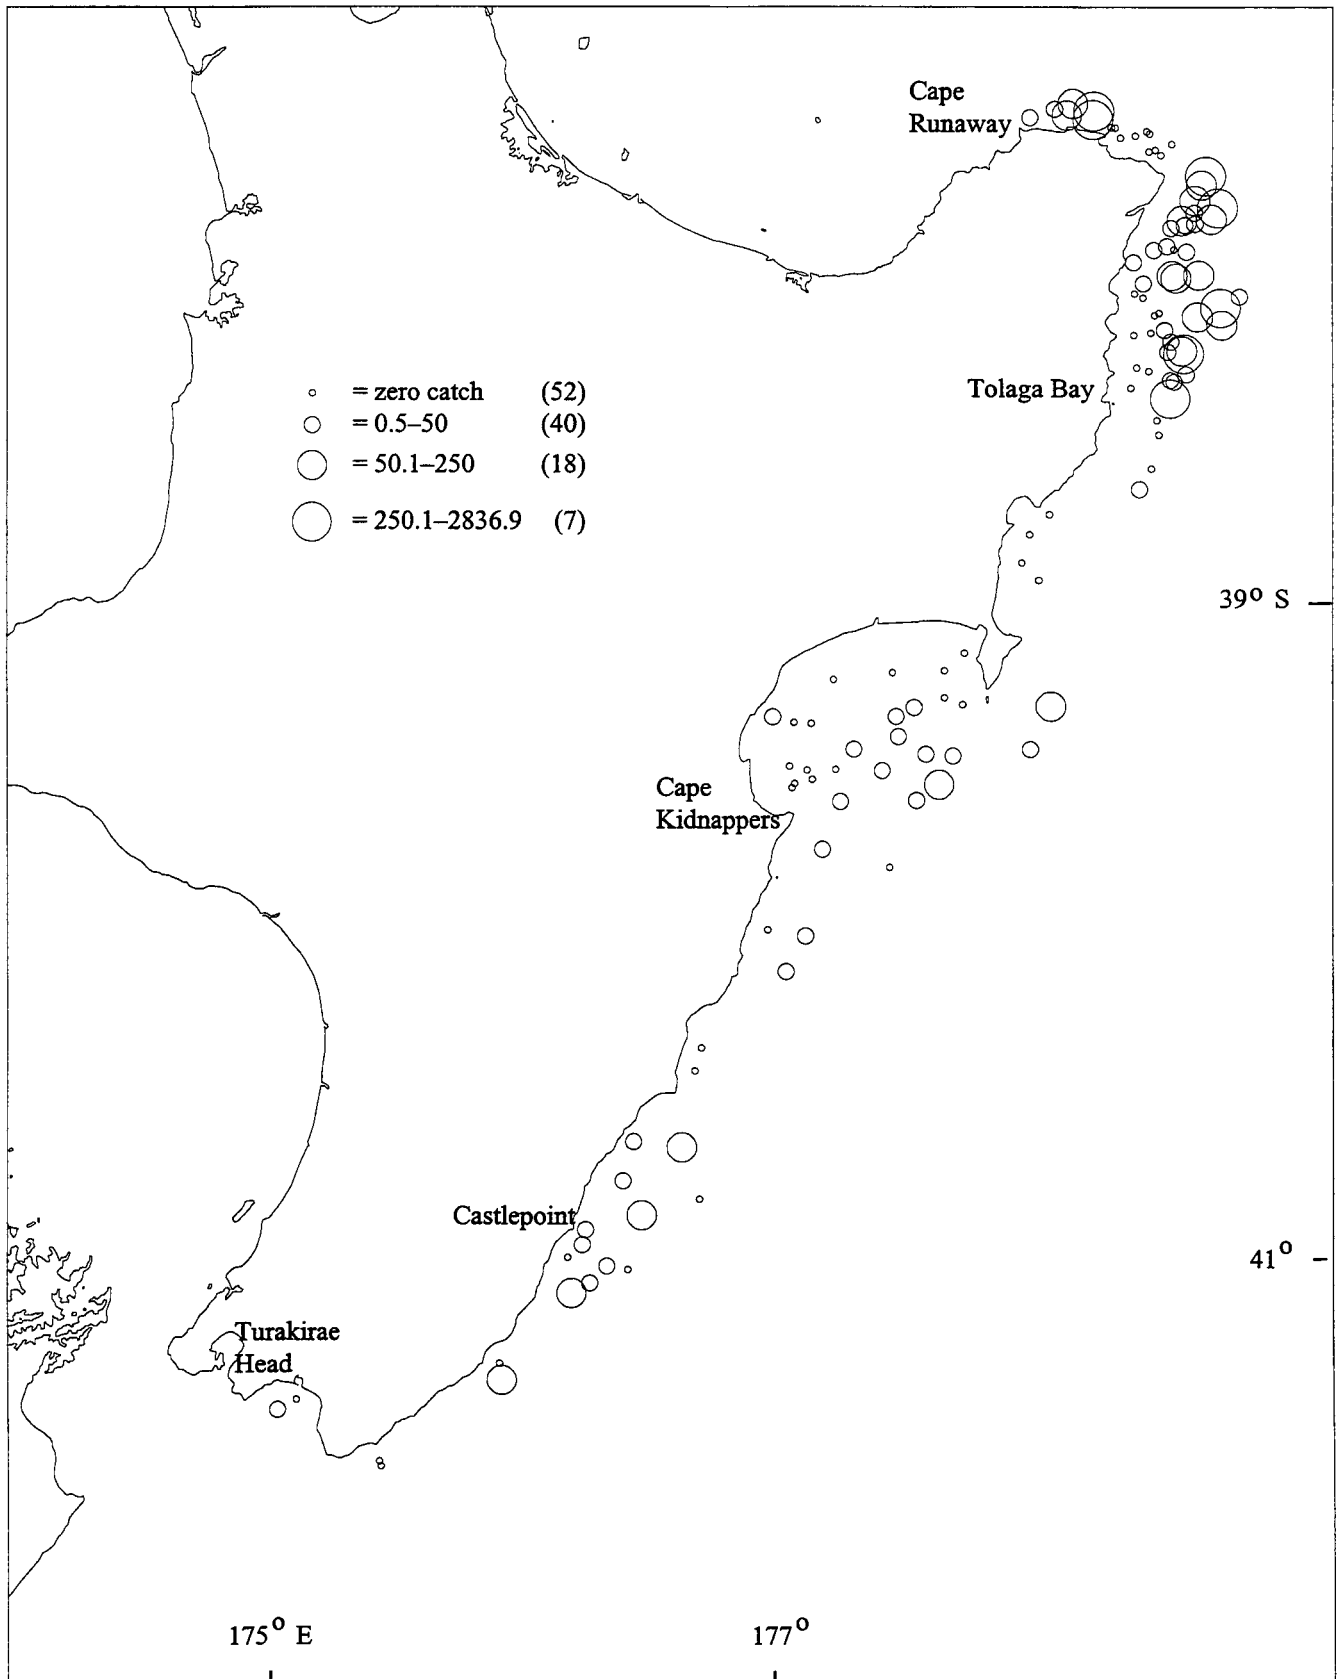 Cape
Runaway
= zero catch (52)
= 0.5–50 (40)
= 50.1–250 (18)
= 250.1–2836.9 (7)
Tolaga Bay
39° S
Cape
Kidnappers
Castlepoint
41°
Turakirae
Head
175° E
177°